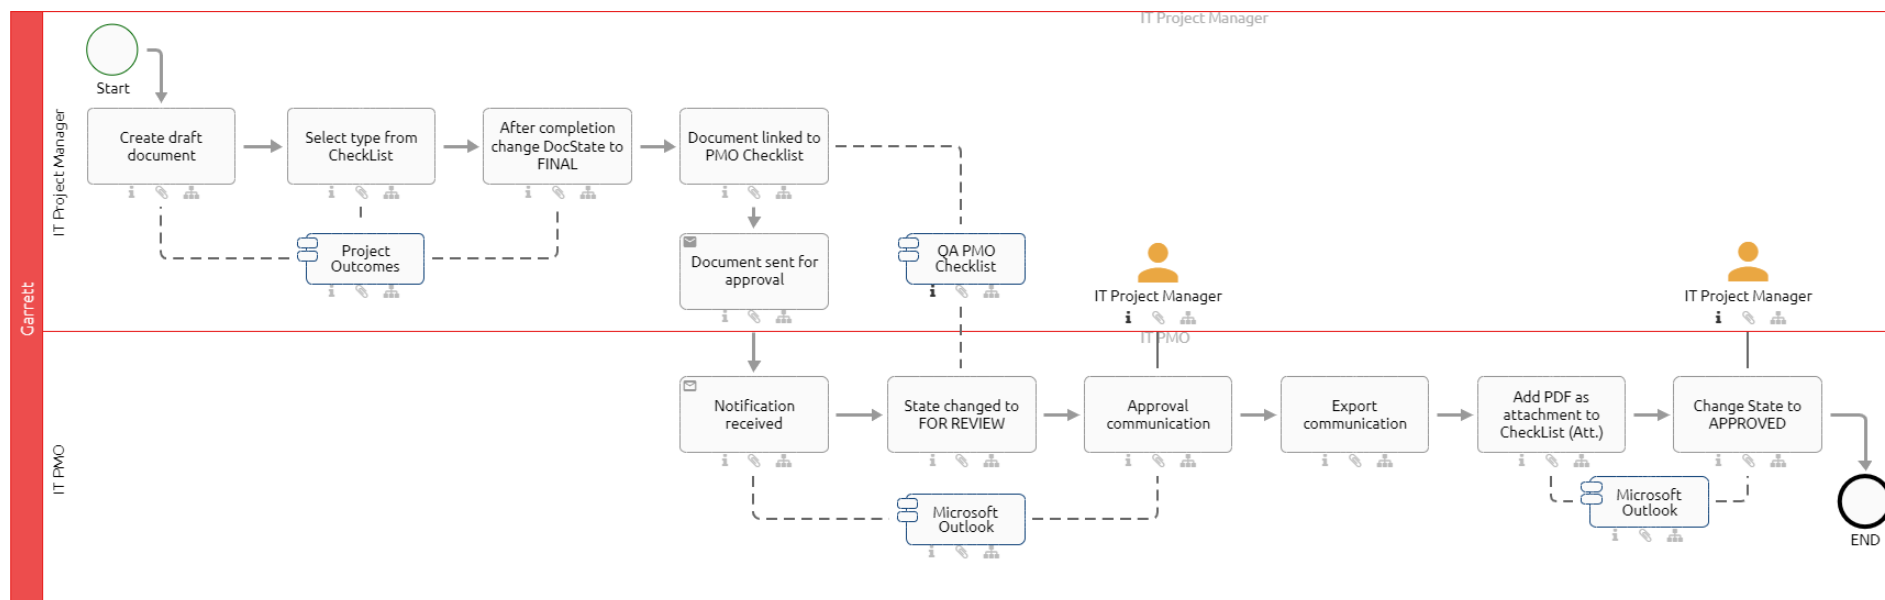 IT Project Manager
Start
Garrett
IT Project Manager
Create draft
document
Select type from
CheckList
After completion
change DocState to
FINAL
Document linked to
PMO Checklist
Project
Outcomes
Document sent for
approval
QA PMO
Checklist
IT Project Manager
IT Project Manager
IT PMO
IT PMO
Notification
received
State changed to
FOR REVIEW
Approval
communication
Export
communication
Add PDF as
attachment to
CheckList (Att.)
Change State to
APPROVED
Microsoft
Outlook
Microsoft
Outlook
END